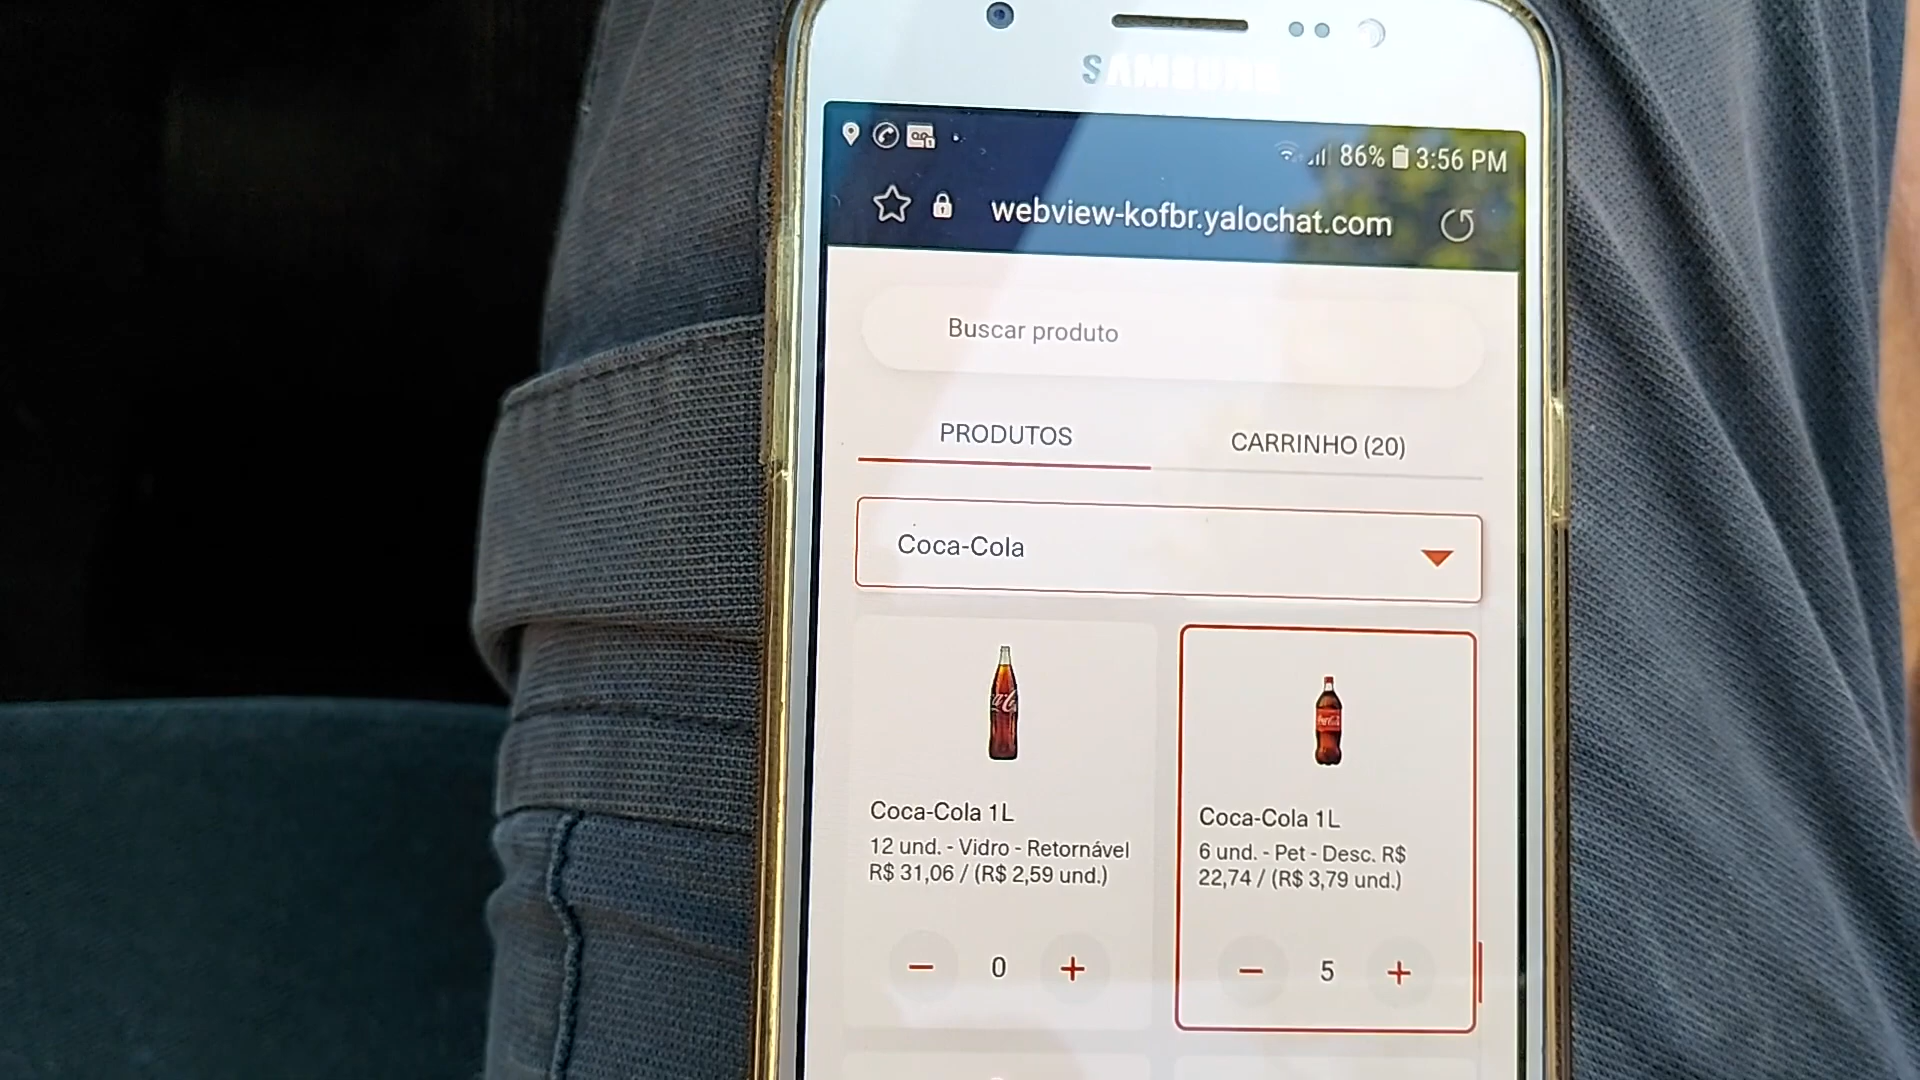 SAMSUNG
86% 3:56 PM
webview-kofbr.yalochat.com
Buscar produto
PRODUTOS
CARRINHO (20)
Coca-Cola
Coca-Cola 1L
12 und. - Vidro - Retornável
R$ 31,06 / (R$ 2,59 und.)
0
Coca-Cola 1L
6 und. - Pet - Desc. R$
22,74 / (R$ 3,79 und.)
5